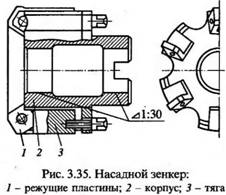 ⊿1:30
1
2
3
Рис. 3.35. Насадной зенкер:
1 – режущие пластины; 2 – корпус; 3 – тяга